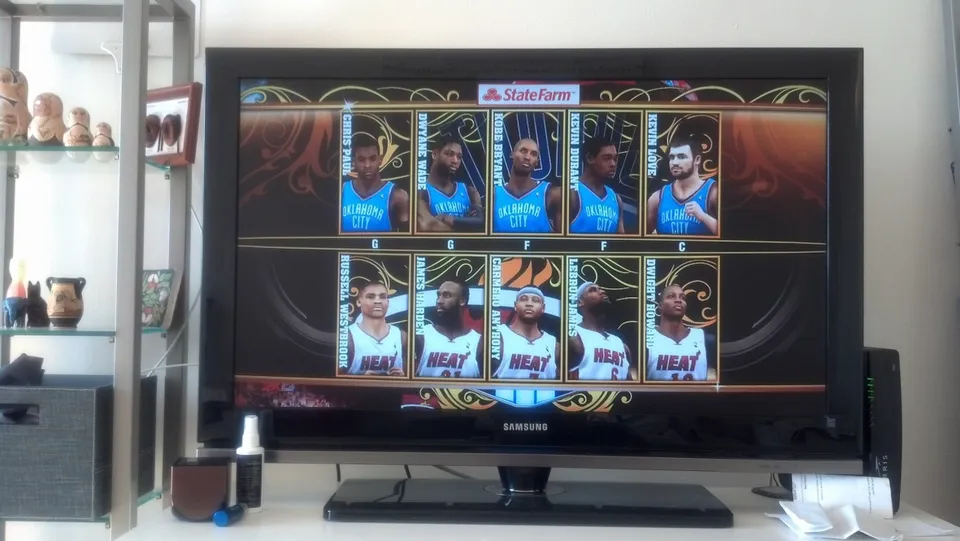 StateFarm
CHRIS PAUL
DWYANE WADE
KOBE BRYANT
KEVIN DURANT
KEVIN LOVE
OKLAHOMA
CITY
OKLAHOMA
CITY
OKLAHOMA
CITY
OKLAHOMA
CITY
OKLAHOMA
CITY
G
G
F
F
C
RUSSELL WESTBROOK
JAMES HARDEN
CARMELO ANTHONY
LEBRON JAMES
DWIGHT HOWARD
HEAT
HEAT
HEAT
HEAT
6
HEAT
SAMSUNG